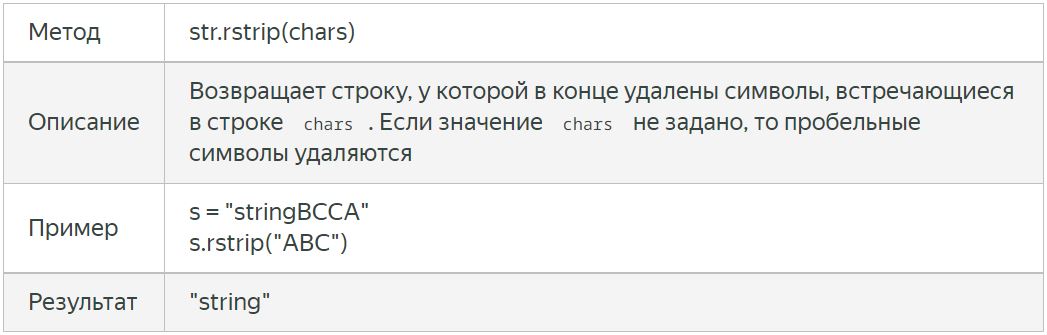 Метод str.rstrip(chars)
Описание
Возвращает строку, у которой в конце удалены символы, встречающиеся
в строке chars . Если значение chars не задано, то пробельные
символы удаляются
Пример
s = "stringBCCA"
s.rstrip("ABC")
Результат "string"